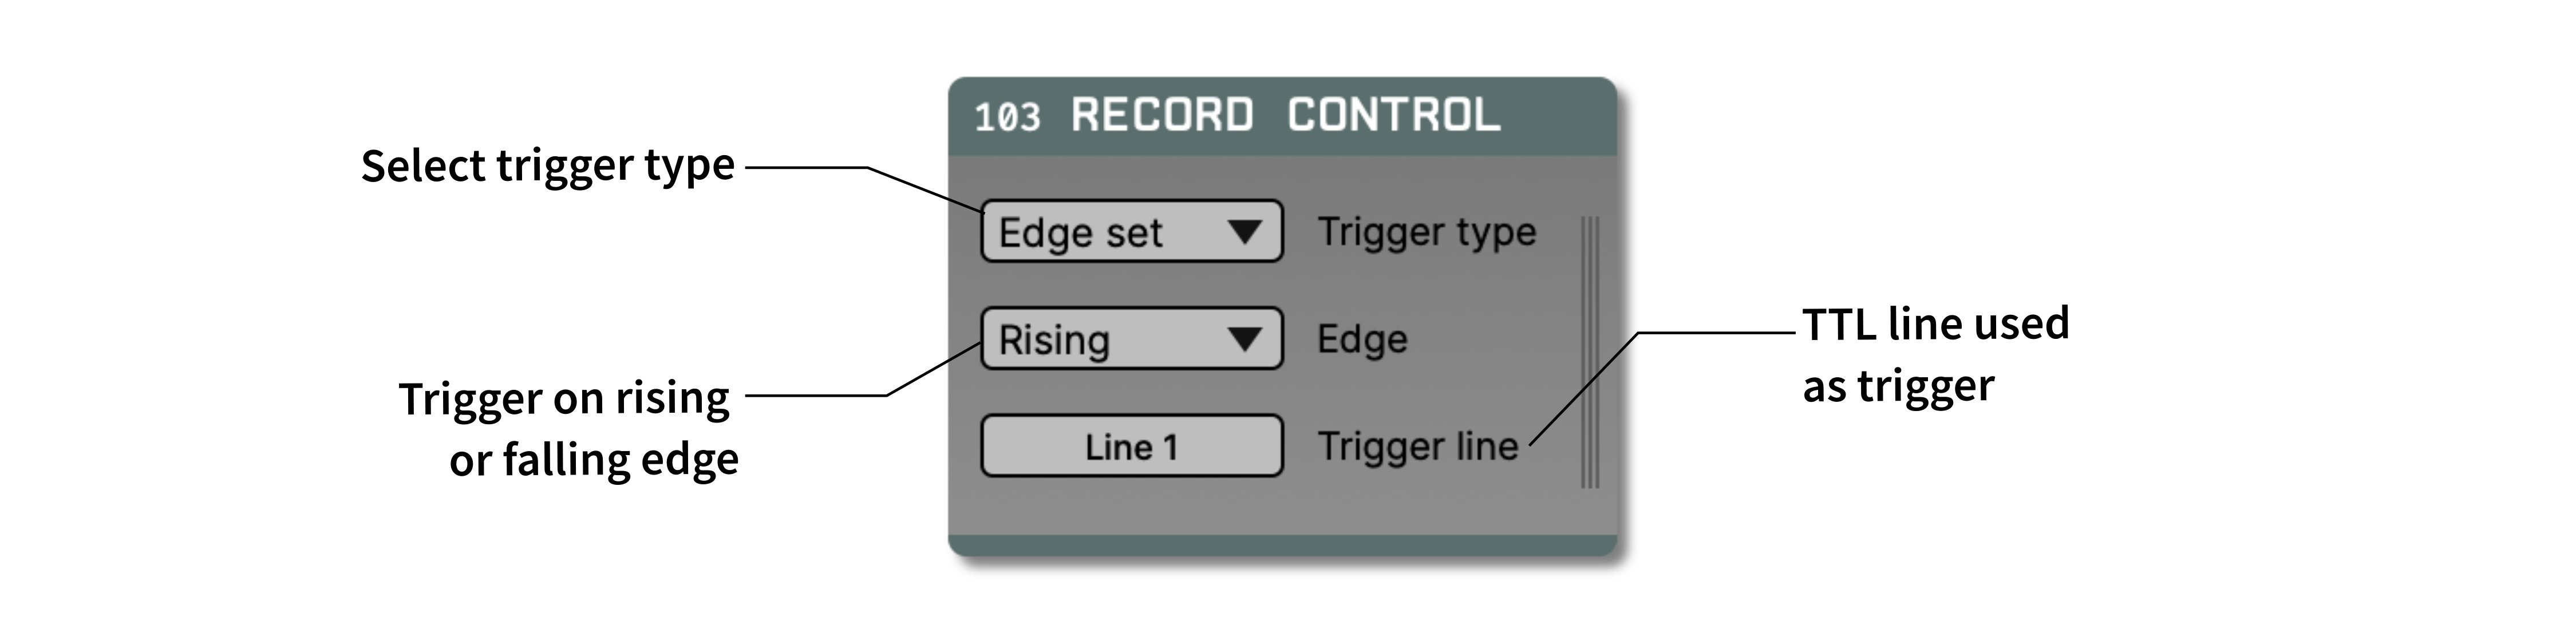 103 RECORD CONTROL
Select trigger type
Edge set Trigger type
Rising Edge
Trigger on rising
or falling edge
Line 1 Trigger line
TTL line used
as trigger